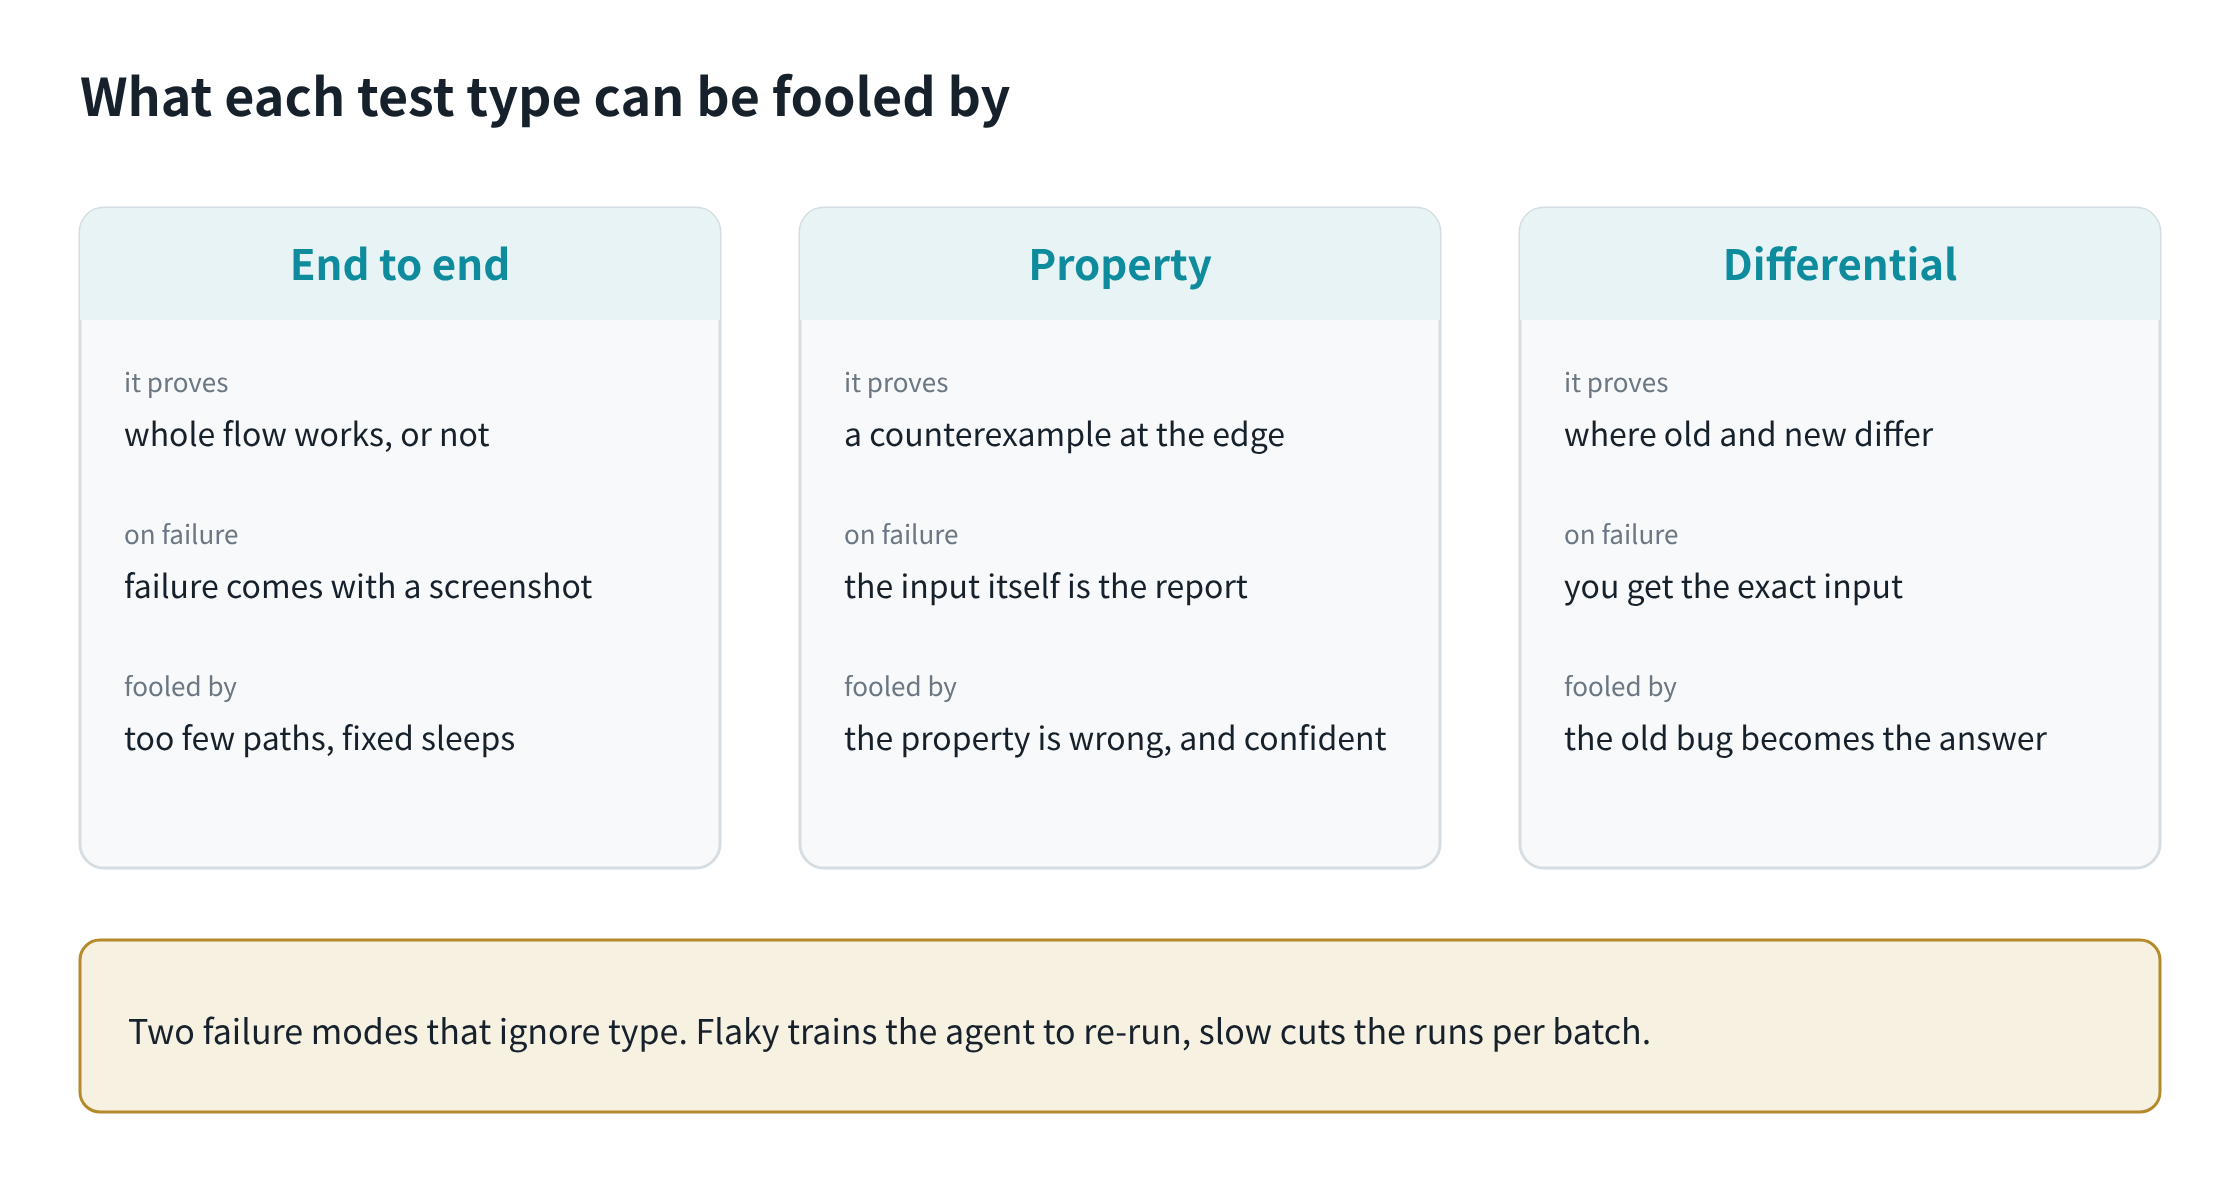 What each test type can be fooled by
End to end
it proves
whole flow works, or not
on failure
failure comes with a screenshot
fooled by
too few paths, fixed sleeps
Property
it proves
a counterexample at the edge
on failure
the input itself is the report
fooled by
the property is wrong, and confident
Differential
it proves
where old and new differ
on failure
you get the exact input
fooled by
the old bug becomes the answer
Two failure modes that ignore type. Flaky trains the agent to re-run, slow cuts the runs per batch.